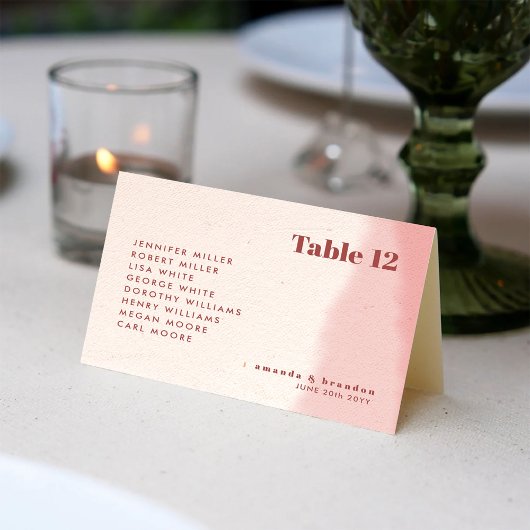 Table 12
JENNIFER MILLER
ROBERT MILLER
LISA WHITE
GEORGE WHITE
DOROTHY WILLIAMS
HENRY WILLIAMS
MEGAN MOORE
CARL MOORE
amanda & brandon
JUNE 20th 20YY